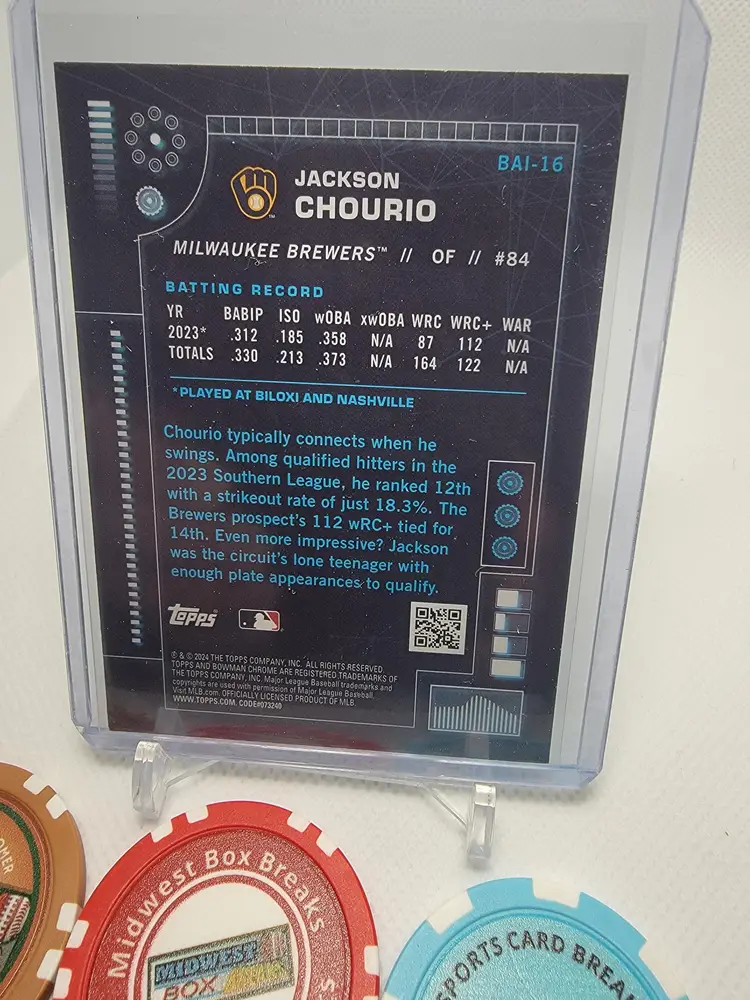 BAI-16
JACKSON
CHOURIO
MILWAUKEE BREWERS™ // OF // #84
BATTING RECORD
YR BABIP ISO wOBA xwOBA WRC WRC+ WAR
2023* .312 .185 .358 N/A 87 112 N/A
TOTALS .330 .213 .373 N/A 164 122 N/A
*PLAYED AT BILOXI AND NASHVILLE
Chourio typically connects when he
swings. Among qualified hitters in the
2023 Southern League, he ranked 12th
with a strikeout rate of just 18.3%. The
Brewers prospect's 112 wRC+ tied for
14th. Even more impressive? Jackson
was the circuit's lone teenager with
enough plate appearances to qualify.
Topps
® & © 2024 THE TOPPS COMPANY, INC. ALL RIGHTS RESERVED.
TOPPS AND BOWMAN CHROME ARE REGISTERED TRADEMARKS OF
THE TOPPS COMPANY, INC. Major League Baseball trademarks and
copyrights are used with permission of Major League Baseball.
Visit MLB.com. OFFICIALLY LICENSED PRODUCT OF MLB.
WWW.TOPPS.COM. CODE#073240
Midwest Box Breaks
MIDWEST
BOX
SPORTS CARD BREA
OMER